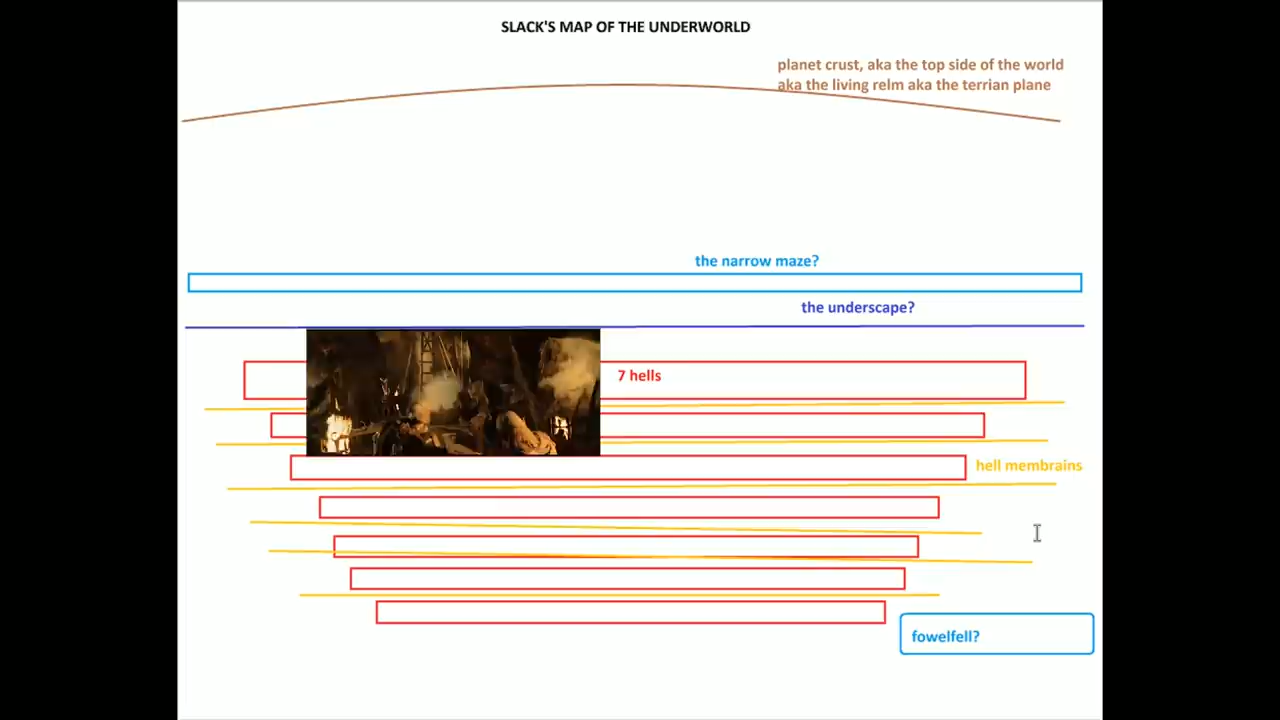 SLACK'S MAP OF THE UNDERWORLD
planet crust, aka the top side of the world
aka the living relm aka the terrian plane
the narrow maze?
the underscape?
7 hells
hell membrains
fowelfell?